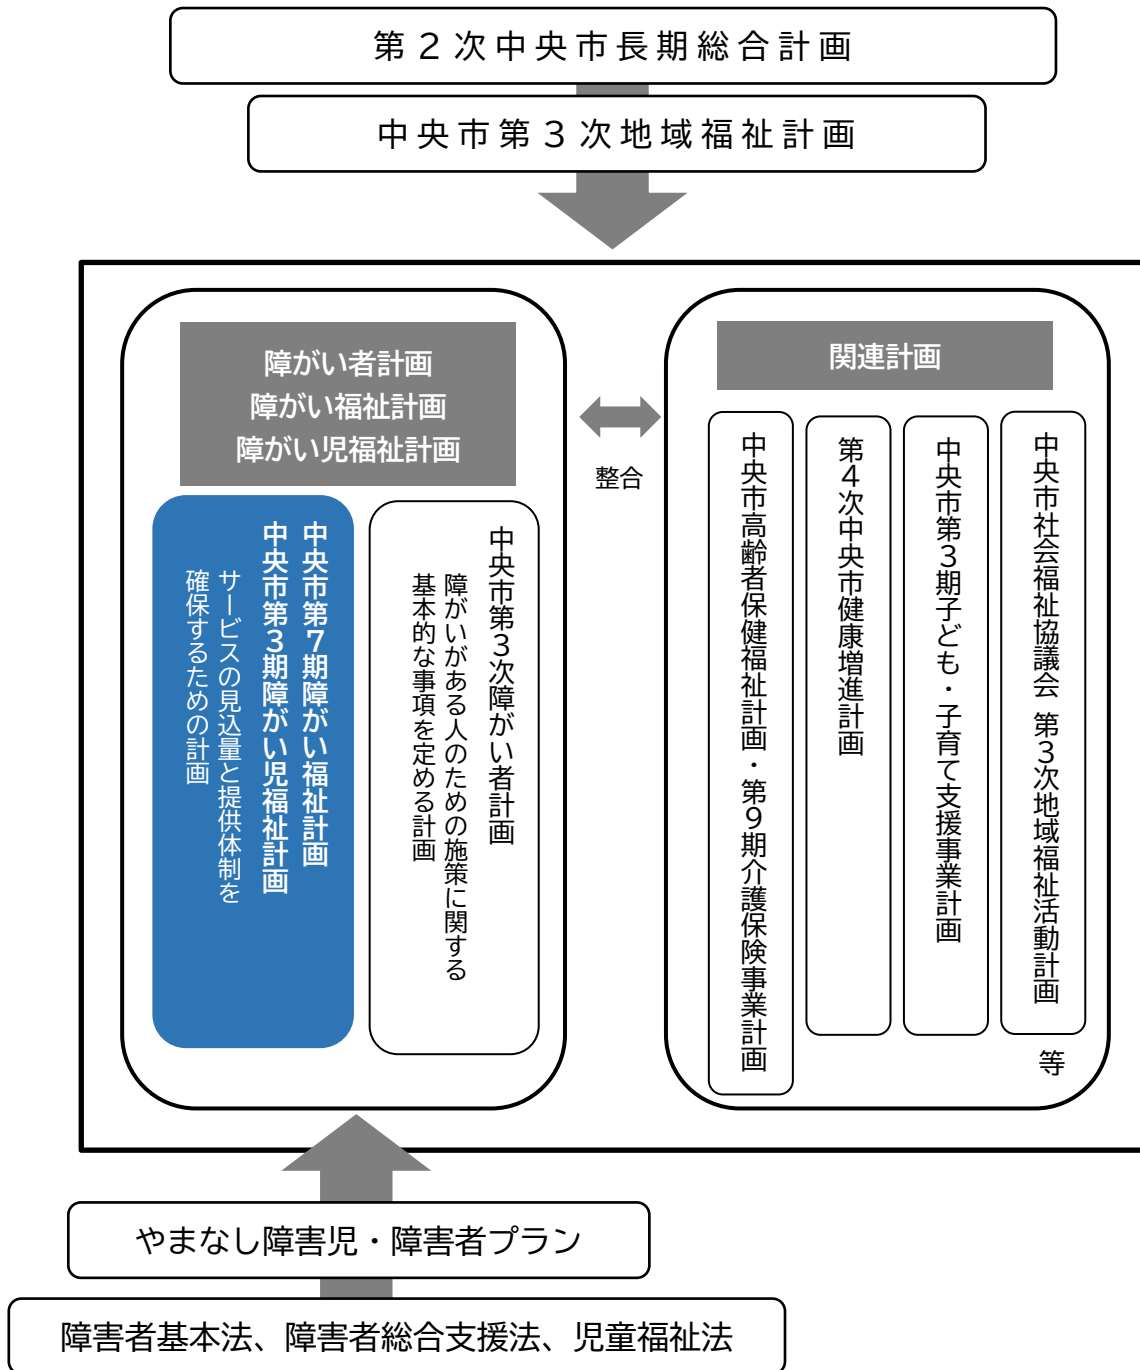 第２次中央市長期総合計画
中央市第３次地域福祉計画
障がい者計画
障がい福祉計画
障がい児福祉計画
中央市第７期障がい福祉計画
中央市第３期障がい児福祉計画
サービスの見込量と提供体制を
確保するための計画
中央市第３次障がい者計画
障がいがある人のための施策に関する
基本的な事項を定める計画
整合
関連計画
中央市高齢者保健福祉計画・第９期介護保険事業計画
第４次中央市健康増進計画
中央市第３期子ども・子育て支援事業計画
中央市社会福祉協議会 第３次地域福祉活動計画
等
やまなし障害児・障害者プラン
障害者基本法、障害者総合支援法、児童福祉法